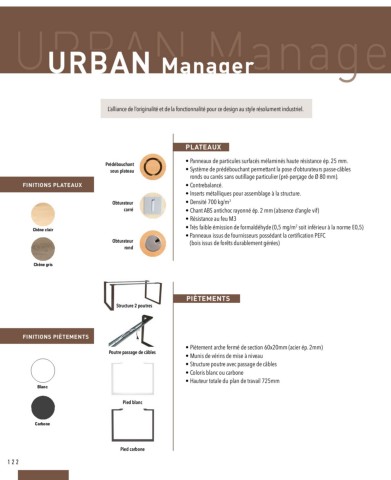 URBAN Manager
URBAN Manager
L'alliance de l'originalité et de la fonctionnalité pour ce design au style résolument industriel.
FINITIONS PLATEAUX
Chêne clair
Chêne gris
Prédébouchant
sous plateau
Obturateur
carré
Obturateur
rond
PLATEAUX
• Panneaux de particules surfacés mélaminés haute résistance ép. 25 mm.
• Système de prédébouchant permettant la pose d'obturateurs passe-câbles
ronds ou carrés sans outillage particulier (pré-perçage de Ø 80 mm).
• Contrebalancé.
• Inserts métalliques pour assemblage à la structure.
• Densité 700 kg/m³
• Chant ABS antichoc rayonné ép. 2 mm (absence d'angle vif)
• Résistance au feu M3
• Très faible émission de formaldéhyde (0,5 mg/m² soit inférieur à la norme E0,5)
• Panneaux issus de fournisseurs possédant la certification PEFC
(bois issus de forêts durablement gérées)
FINITIONS PIÈTEMENTS
Blanc
Carbone
Structure 2 poutres
Poutre passage de câbles
Pied blanc
Pied carbone
PIÈTEMENTS
• Piètement arche fermé de section 60x20mm (acier ép. 2mm)
• Munis de vérins de mise à niveau
• Structure poutre avec passage de câbles
• Coloris blanc ou carbone
• Hauteur totale du plan de travail 725mm
122